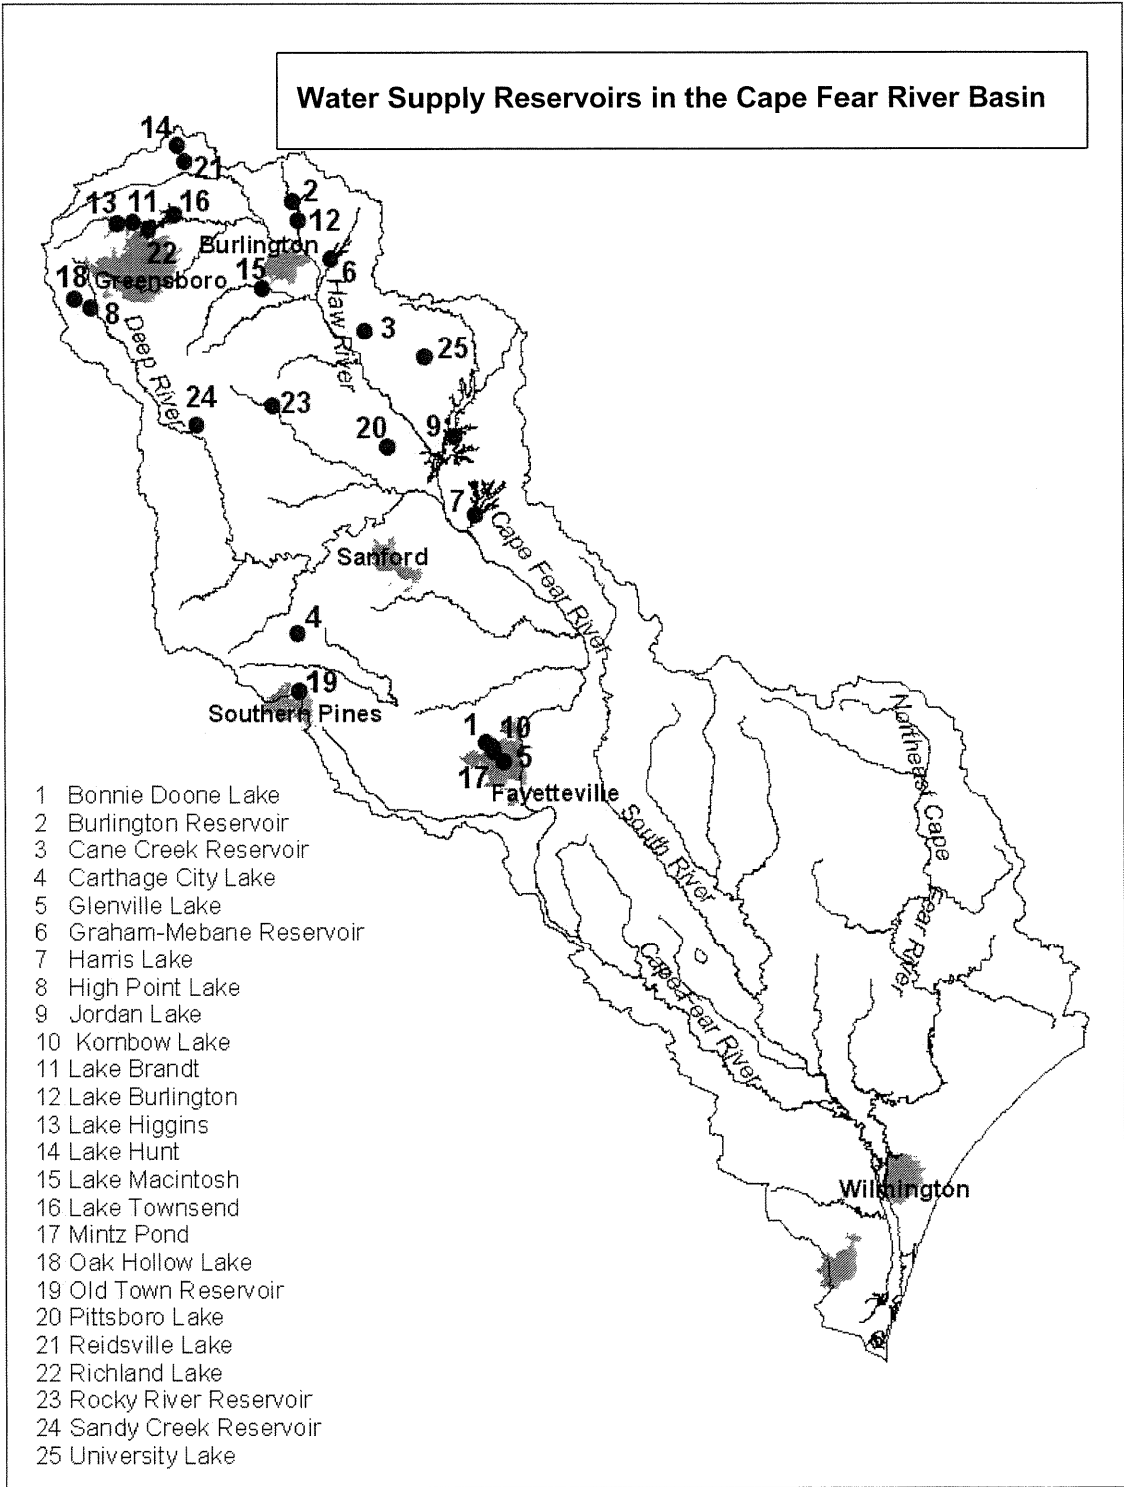 Water Supply Reservoirs in the Cape Fear River Basin
14
21
2
13
11
16
12
22
Burlington
15
6
18
Greensboro
8
Haw River
3
Deep River
25
24
23
20
9
7
Cape Fear River
Sanford
4
19
Southern Pines
1
10
17
5
Fayetteville
Northeast Cape
Fear River
South River
Cape Fear River
Wilmington
1 Bonnie Doone Lake
2 Burlington Reservoir
3 Cane Creek Reservoir
4 Carthage City Lake
5 Glenville Lake
6 Graham-Mebane Reservoir
7 Harris Lake
8 High Point Lake
9 Jordan Lake
10 Kornbow Lake
11 Lake Brandt
12 Lake Burlington
13 Lake Higgins
14 Lake Hunt
15 Lake Macintosh
16 Lake Townsend
17 Mintz Pond
18 Oak Hollow Lake
19 Old Town Reservoir
20 Pittsboro Lake
21 Reidsville Lake
22 Richland Lake
23 Rocky River Reservoir
24 Sandy Creek Reservoir
25 University Lake